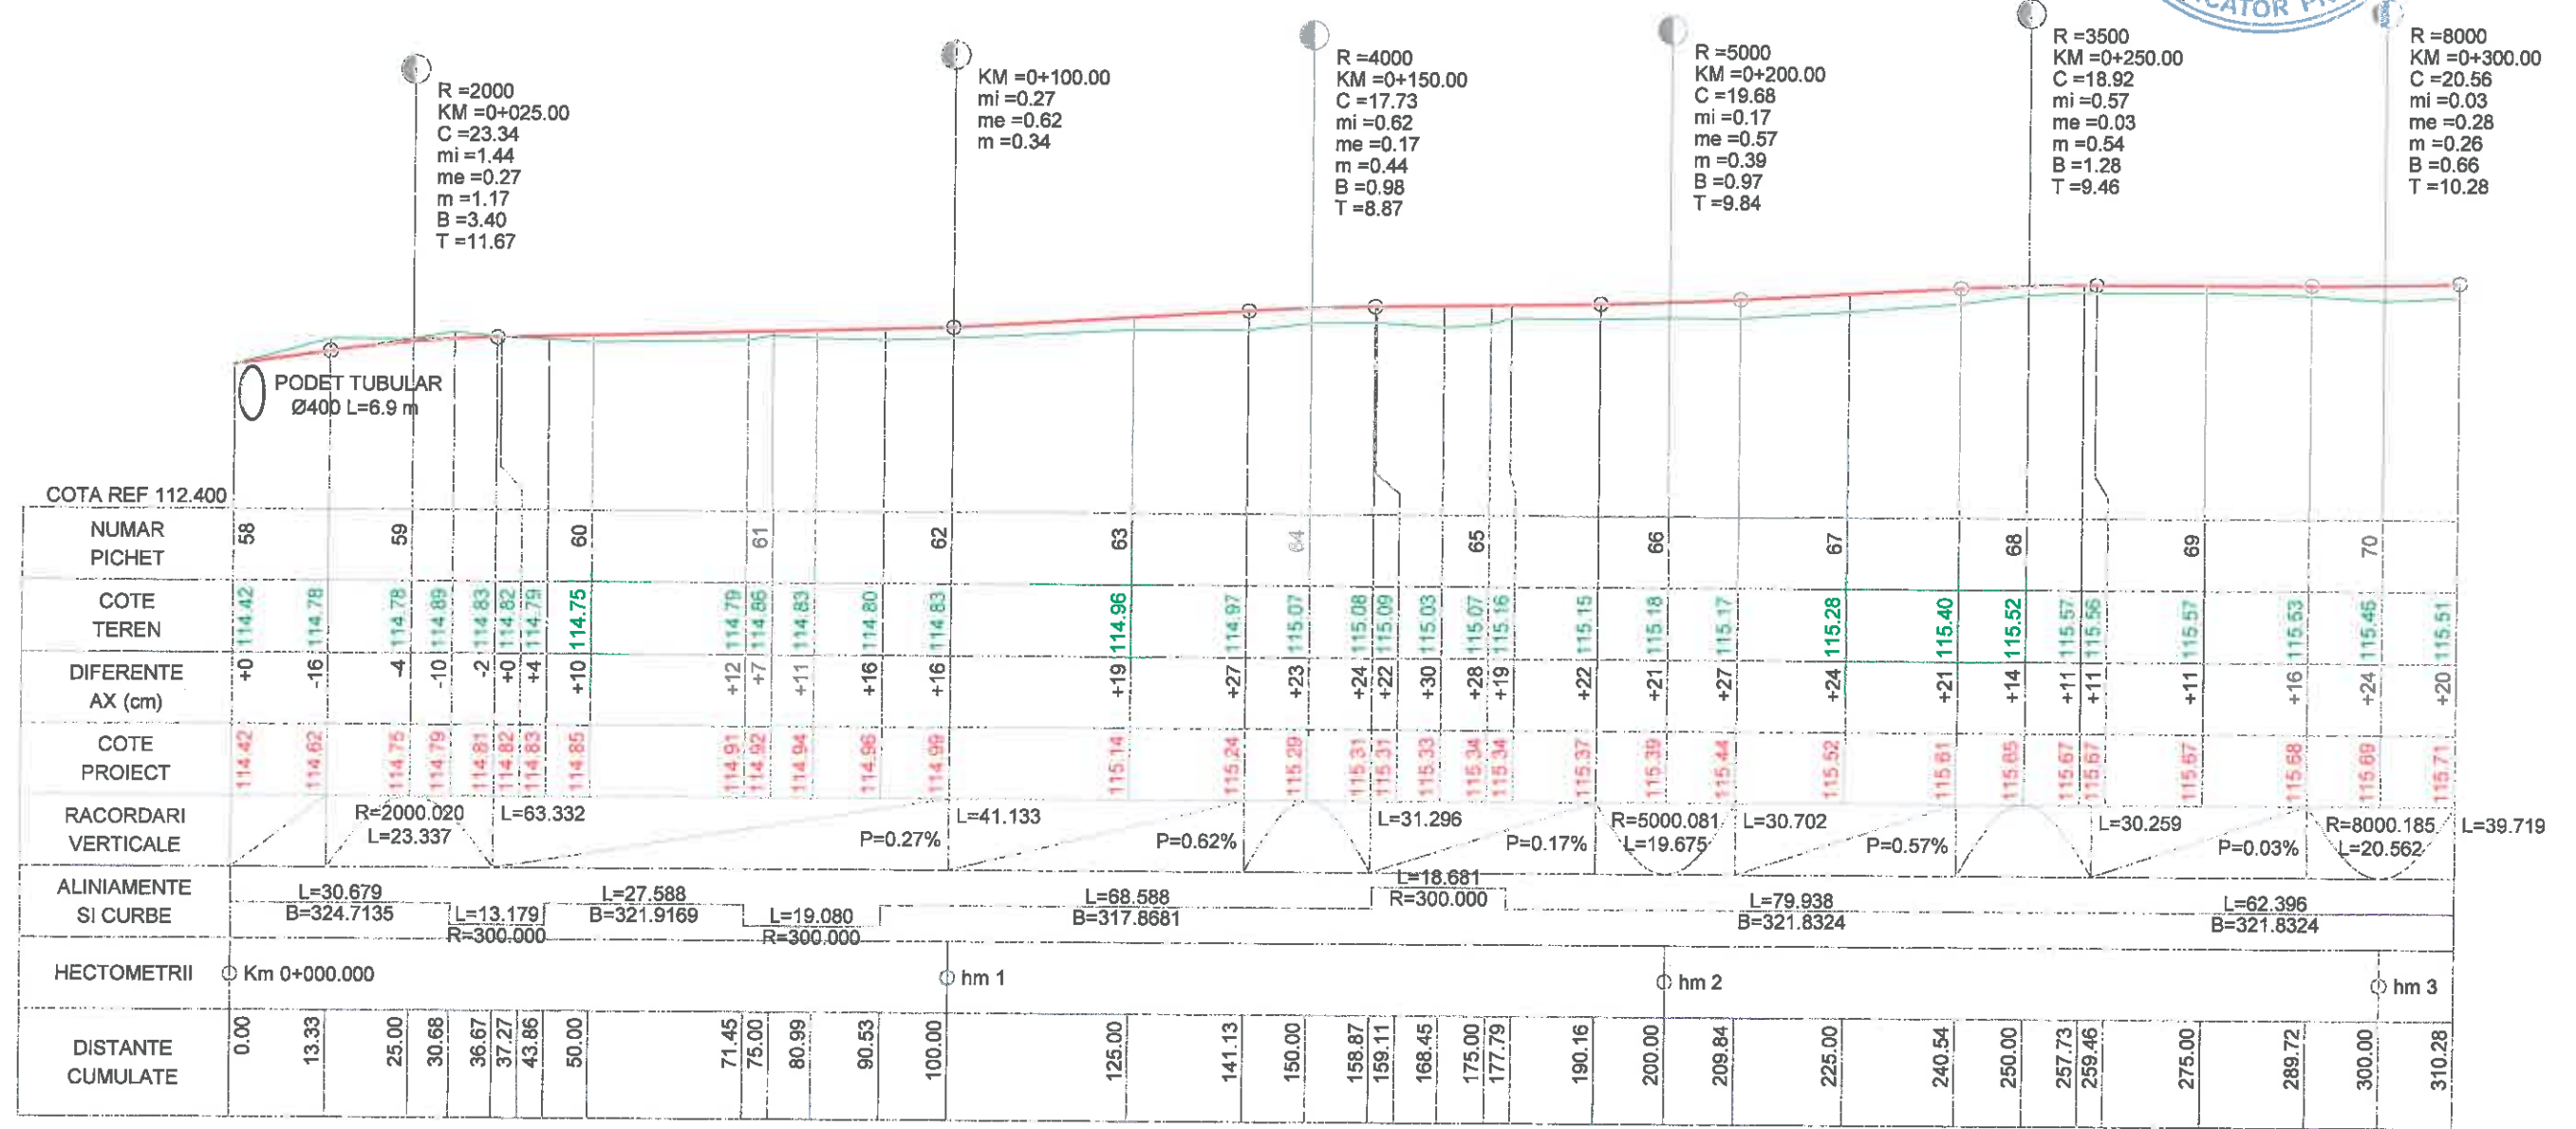 CATOR PR
R =2000
KM =0+025.00
C =23.34
mi =1.44
me =0.27
m =1.17
B =3.40
T =11.67
KM =0+100.00
mi =0.27
me =0.62
m =0.34
R =4000
KM =0+150.00
C =17.73
mi =0.62
me =0.17
m =0.44
B =0.98
T =8.87
R =5000
KM =0+200.00
C =19.68
mi =0.17
me =0.57
m =0.39
B =0.97
T =9.84
R =3500
KM =0+250.00
C =18.92
mi =0.57
me =0.03
m =0.54
B =1.28
T =9.46
R =8000
KM =0+300.00
C =20.56
mi =0.03
me =0.28
m =0.26
B =0.66
T =10.28
PODET TUBULAR
Ø400 L=6.9 m
COTA REF 112.400
NUMAR
PICHET
58 59 60 61 62 63 64 65 66 67 68 69 70
COTE
TEREN
114.42 114.78 114.78 114.89 114.83 114.82 114.79 114.75 114.79 114.86 114.83 114.80 114.83 114.96 114.97 115.07 115.08 115.09 115.03 115.07 115.16 115.15 115.18 115.17 115.28 115.40 115.52 115.57 115.56 115.57 115.53 115.45 115.51
DIFERENTE
AX (cm)
+0 -16 -4 -10 -2 +0 +4 +10 +12 +7 +11 +16 +16 +19 +27 +23 +24 +22 +30 +28 +19 +22 +21 +27 +24 +21 +14 +11 +11 +11 +16 +24 +20
COTE
PROIECT
114.42 114.62 114.75 114.79 114.81 114.82 114.83 114.85 114.91 114.92 114.94 114.96 114.99 115.14 115.24 115.29 115.31 115.31 115.33 115.34 115.34 115.37 115.39 115.44 115.52 115.61 115.65 115.67 115.67 115.67 115.68 115.69 115.71
RACORDARI
VERTICALE
R=2000.020
L=23.337
L=63.332
P=0.27%
L=41.133
P=0.62%
L=31.296
P=0.17%
R=5000.081
L=19.675
L=30.702
P=0.57%
L=30.259
P=0.03%
R=8000.185
L=20.562
L=39.719
ALINIAMENTE
SI CURBE
L=30.679
B=324.7135
L=13.179
R=300.000
L=27.588
B=321.9169
L=19.080
R=300.000
L=68.588
B=317.8681
L=18.681
R=300.000
L=79.938
B=321.8324
L=62.396
B=321.8324
HECTOMETRII
Km 0+000.000
hm 1
hm 2
hm 3
DISTANTE
CUMULATE
0.00 13.33 25.00 30.68 36.67 37.27 43.86 50.00 71.45 75.00 80.99 90.53 100.00 125.00 141.13 150.00 158.87 159.11 168.45 175.00 177.79 190.16 200.00 209.84 225.00 240.54 250.00 257.73 259.46 275.00 289.72 300.00 310.28